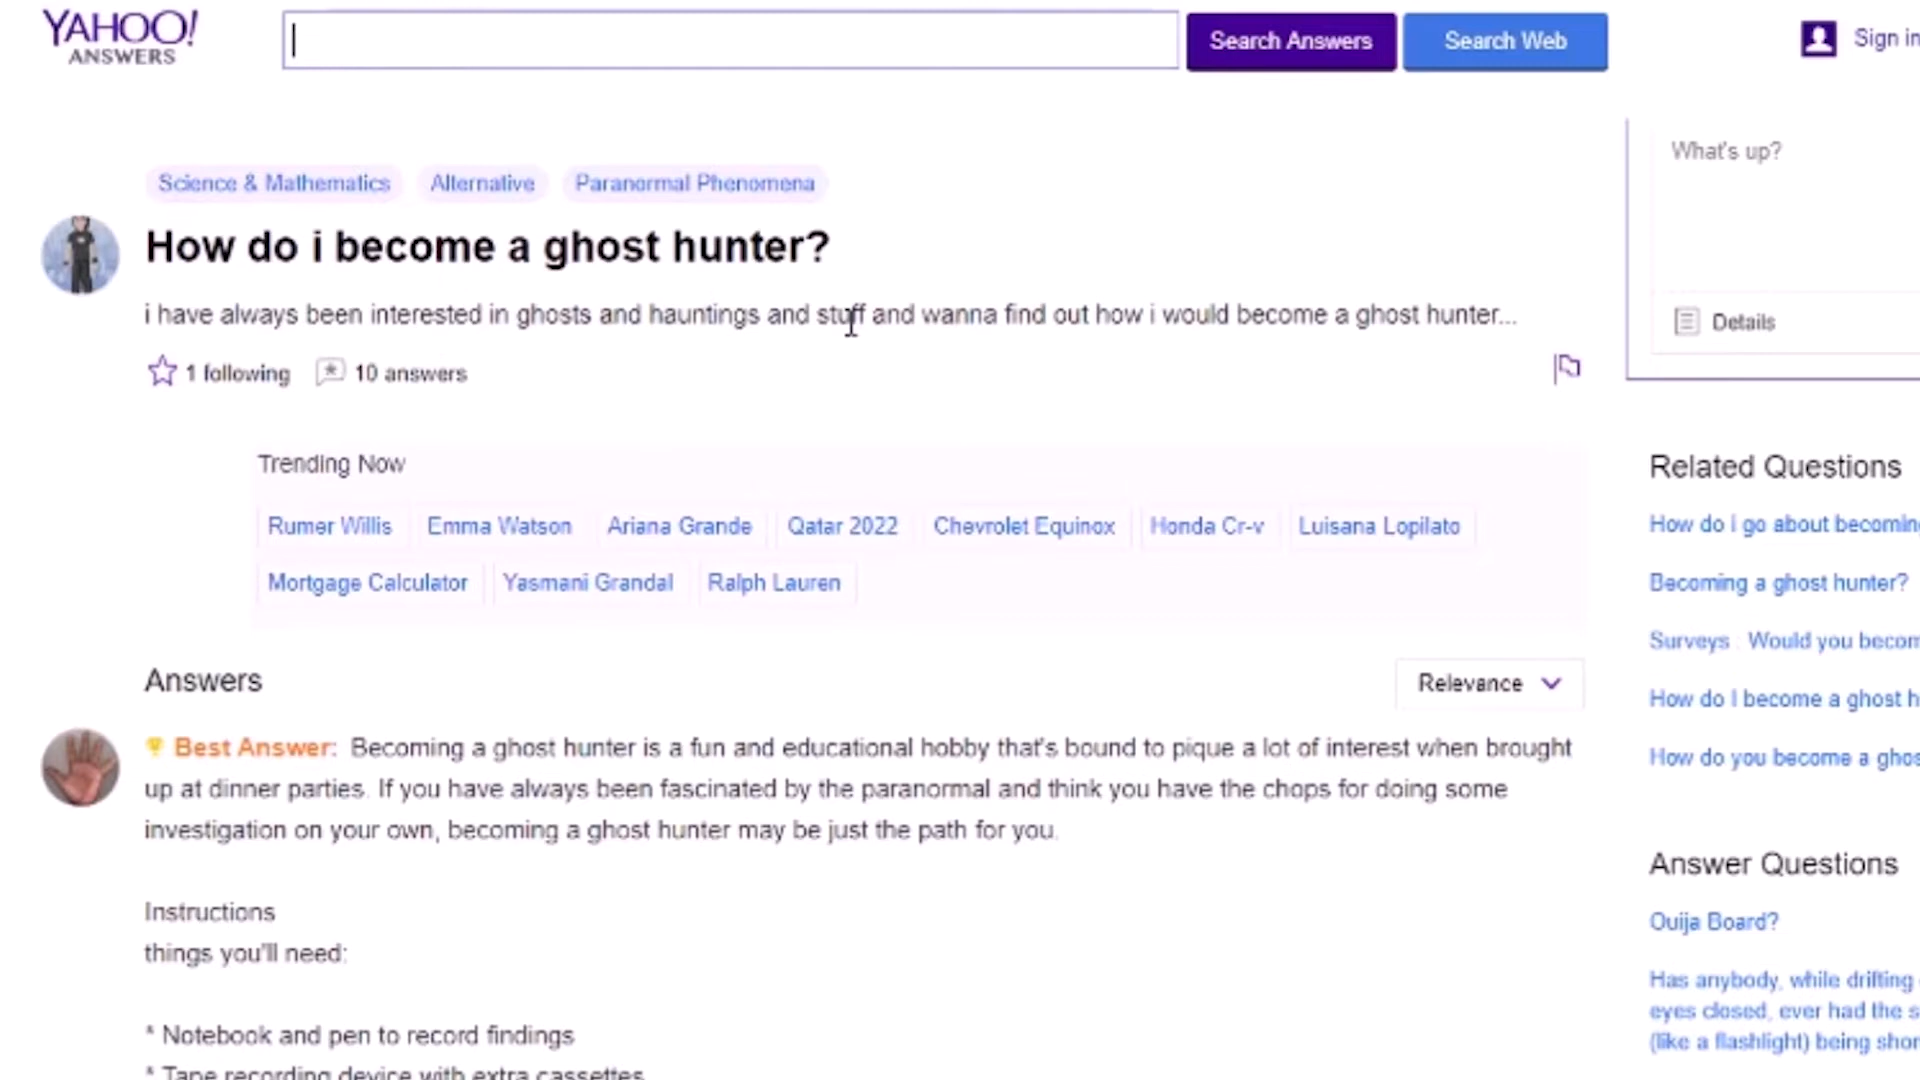 YAHOO!
ANSWERS
Search Answers
Search Web
Sign in
What's up?
Details
Science & Mathematics
Alternative
Paranormal Phenomena
How do i become a ghost hunter?
i have always been interested in ghosts and hauntings and stuff and wanna find out how i would become a ghost hunter...
1 following
10 answers
Trending Now
Rumer Willis
Emma Watson
Ariana Grande
Qatar 2022
Chevrolet Equinox
Honda Cr-v
Luisana Lopilato
Mortgage Calculator
Yasmani Grandal
Ralph Lauren
Answers
Relevance
Best Answer: Becoming a ghost hunter is a fun and educational hobby that's bound to pique a lot of interest when brought
up at dinner parties. If you have always been fascinated by the paranormal and think you have the chops for doing some
investigation on your own, becoming a ghost hunter may be just the path for you.
Instructions
things you'll need:
* Notebook and pen to record findings
* Tape recording device with extra cassettes
Related Questions
How do I go about becoming
Becoming a ghost hunter?
Surveys : Would you becom
How do I become a ghost h
How do you become a ghos
Answer Questions
Ouija Board?
Has anybody, while drifting
eyes closed, ever had the s
(like a flashlight) being shor